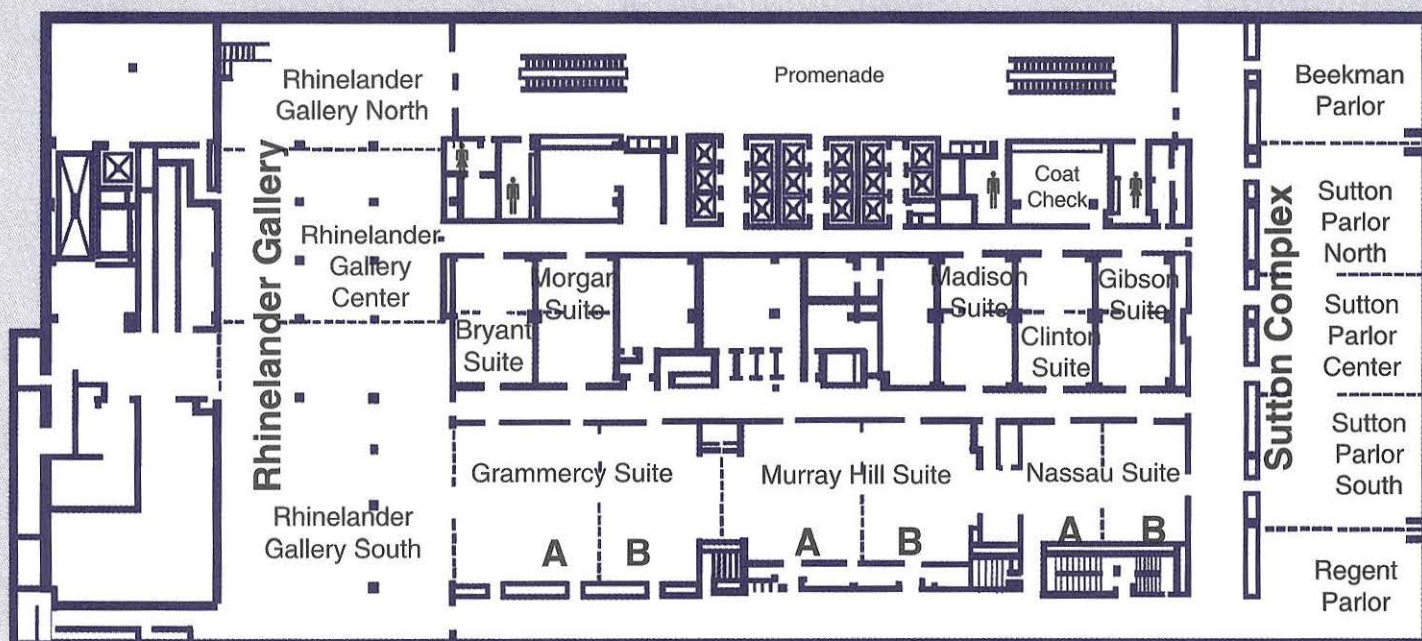 Rhinelander
Gallery North
Rhinelander Gallery
Rhinelander
Gallery
Center
Rhinelander
Gallery South
Promenade
Coat
Check
Morgan
Suite
Bryant
Suite
Madison
Suite
Clinton
Suite
Gibson
Suite
Grammercy Suite
A
B
Murray Hill Suite
A
B
Nassau Suite
A
B
Sutton Complex
Beekman
Parlor
Sutton
Parlor
North
Sutton
Parlor
Center
Sutton
Parlor
South
Regent
Parlor